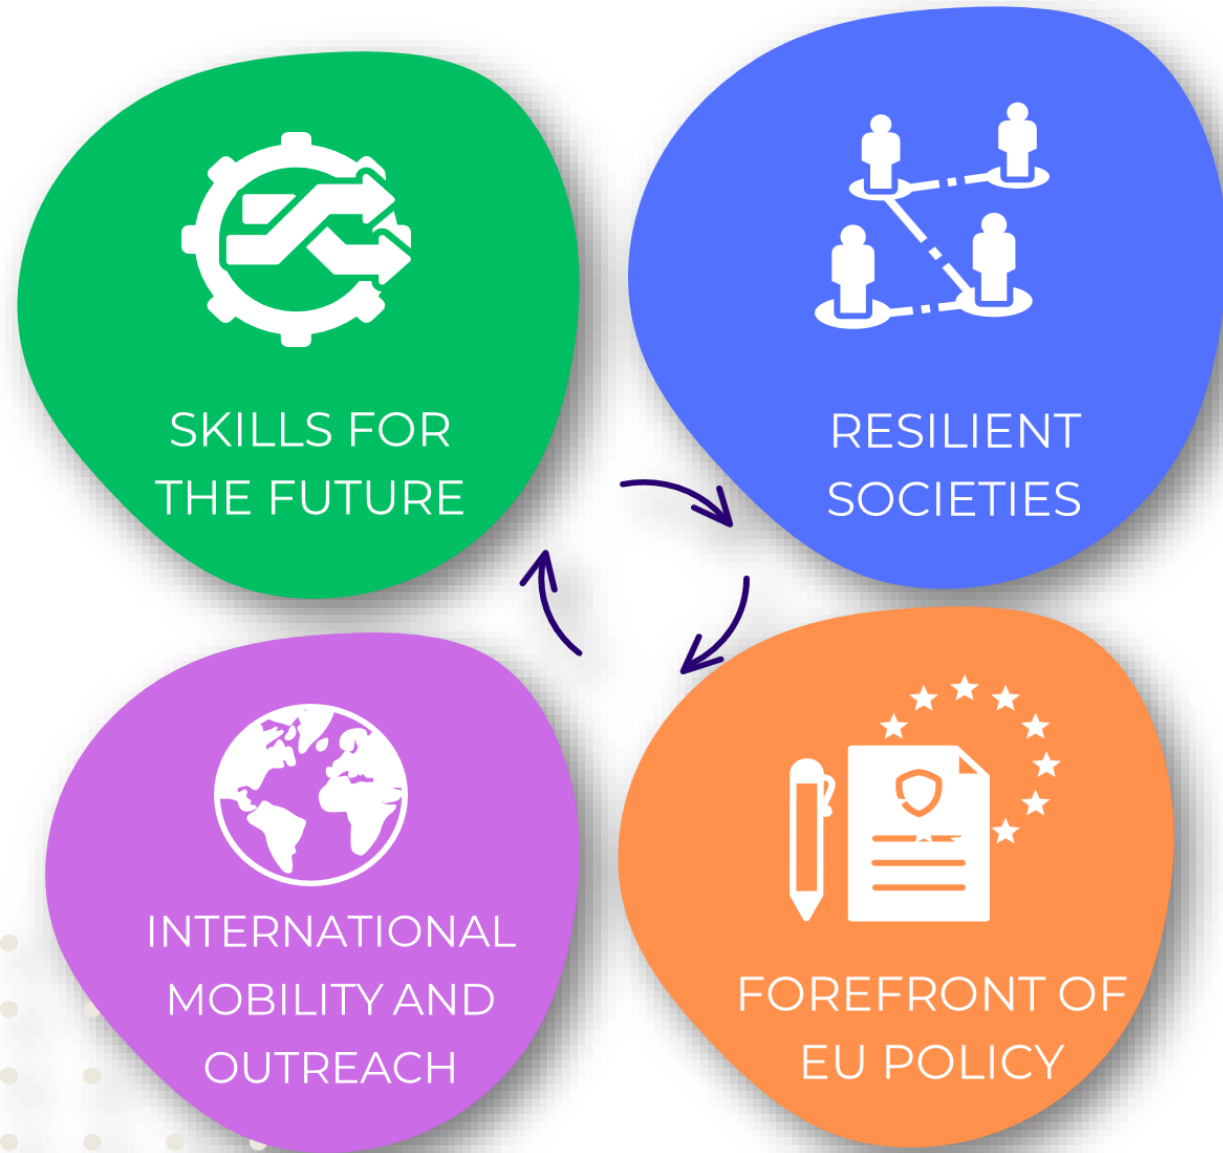 SKILLS FOR
THE FUTURE
RESILIENT
SOCIETIES
INTERNATIONAL
MOBILITY AND
OUTREACH
FOREFRONT OF
EU POLICY